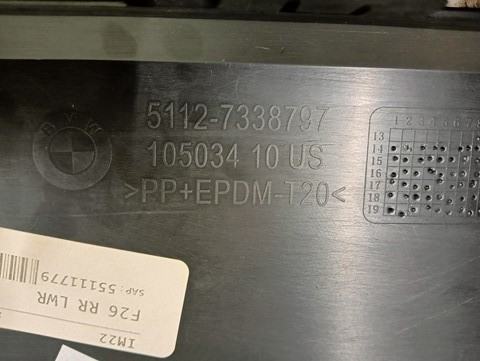 BMW
5112-7338797
105034 10 US
>PP+EPDM-T20<
1 2 3 4 5 6 7 8
13
14
15
16
17
18
19
IM22
F26 RR LWR
SAP: 55111779